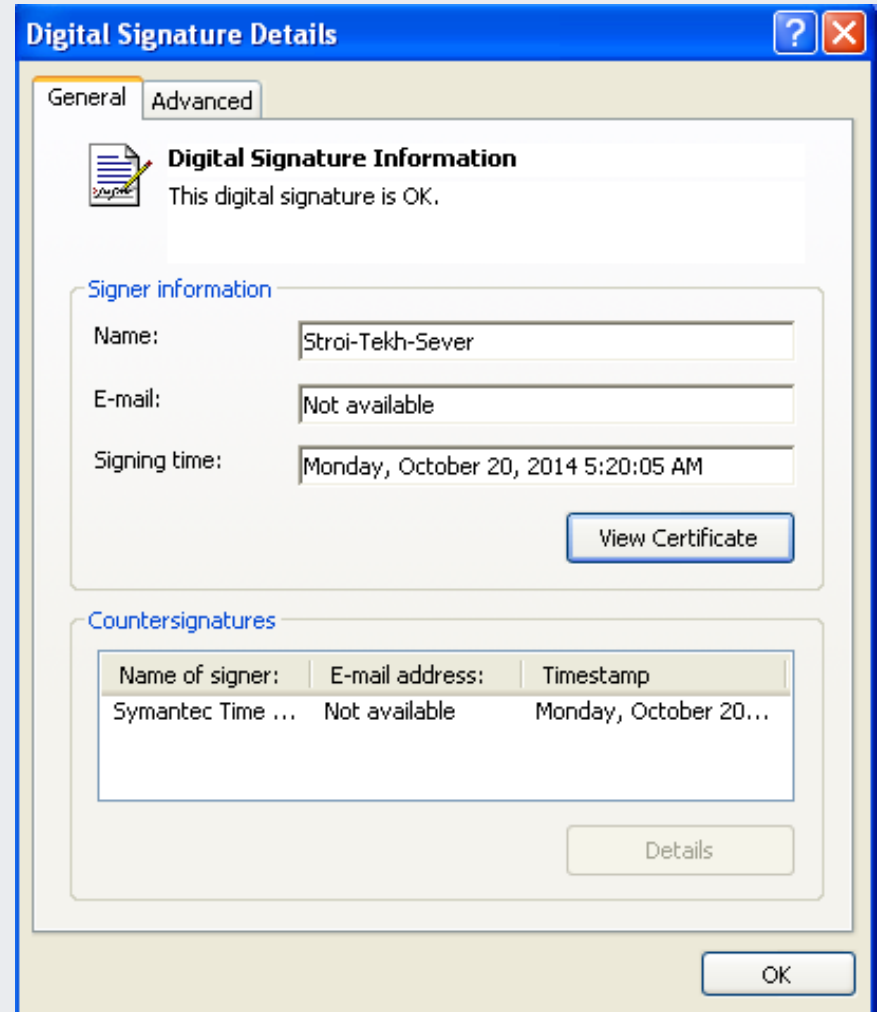 Digital Signature Details
General Advanced
Digital Signature Information
This digital signature is OK.
Signer information
Name: Stroi-Tekh-Sever
E-mail: Not available
Signing time: Monday, October 20, 2014 5:20:05 AM
View Certificate
Countersignatures
Name of signer: E-mail address: Timestamp
Symantec Time ... Not available Monday, October 20...
Details
OK